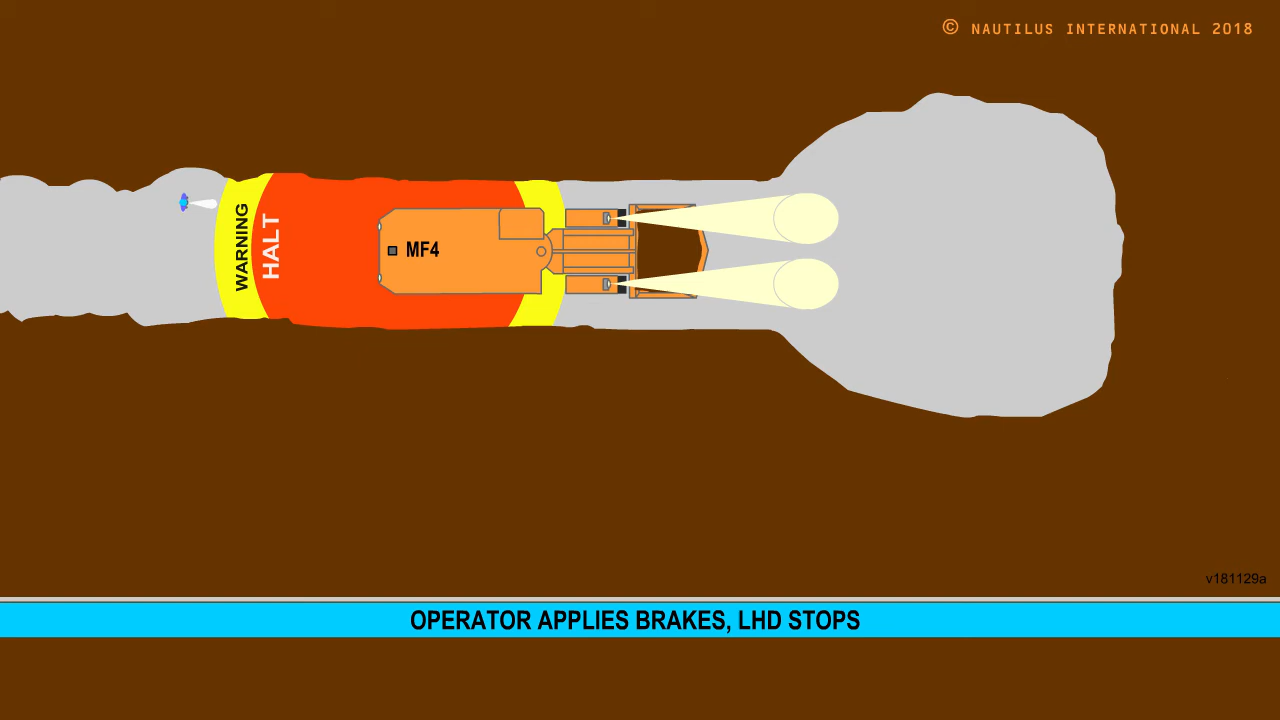 © NAUTILUS INTERNATIONAL 2018
WARNING
HALT
MF4
v181129a
OPERATOR APPLIES BRAKES, LHD STOPS